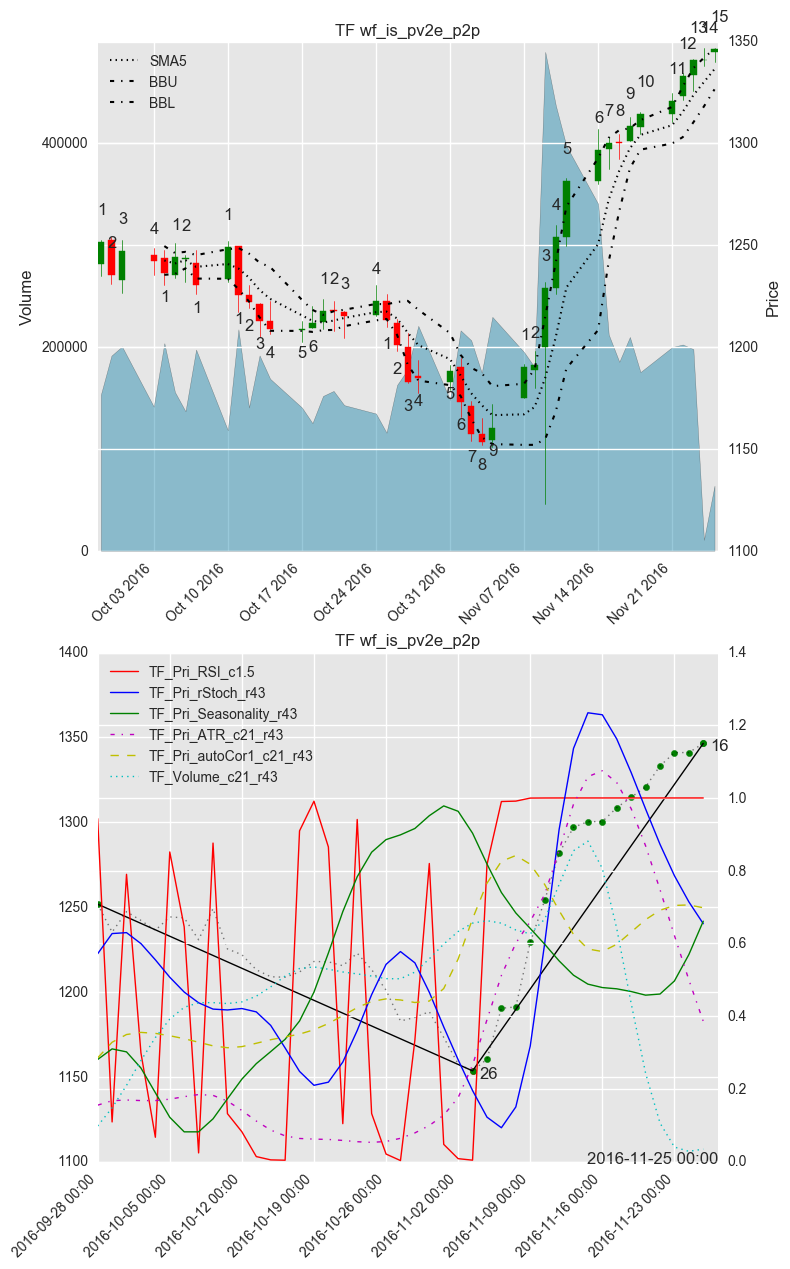 TF wf_is_pv2e_p2p
SMA5
BBU
BBL
Volume
400000
200000
0
Price
1350
1300
1250
1200
1150
1100
1 2 3 4 1 1 2 2 1 1 2 3 4 5 6 1 2 3 4 1 2 3 4 5 6 7 8 9 1 2 3 4 5 6 7 8 9 10 11 12 13 14 15
Oct 03 2016
Oct 10 2016
Oct 17 2016
Oct 24 2016
Oct 31 2016
Nov 07 2016
Nov 14 2016
Nov 21 2016
TF wf_is_pv2e_p2p
TF_Pri_RSI_c1.5
TF_Pri_rStoch_r43
TF_Pri_Seasonality_r43
TF_Pri_ATR_c21_r43
TF_Pri_autoCor1_c21_r43
TF_Volume_c21_r43
1400
1350
1300
1250
1200
1150
1100
1.4
1.2
1.0
0.8
0.6
0.4
0.2
0.0
16
26
2016-11-25 00:00
2016-09-28 00:00
2016-10-05 00:00
2016-10-12 00:00
2016-10-19 00:00
2016-10-26 00:00
2016-11-02 00:00
2016-11-09 00:00
2016-11-16 00:00
2016-11-23 00:00